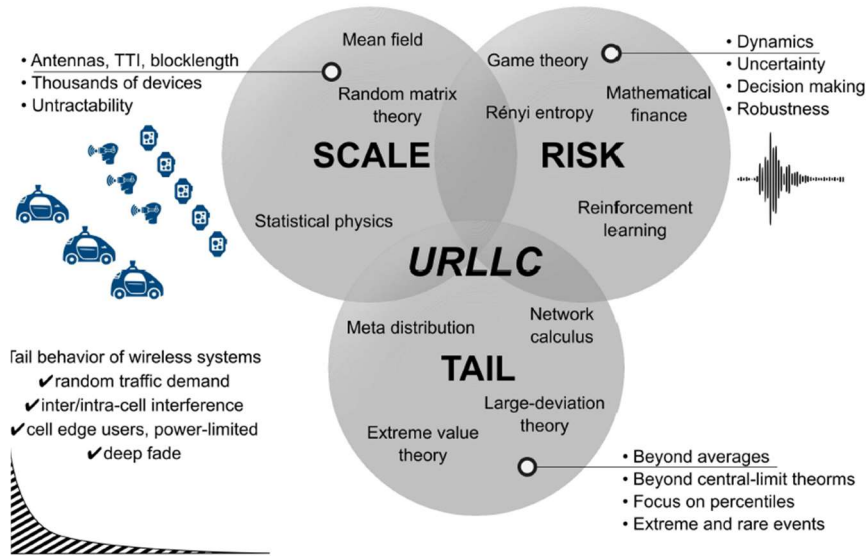 • Antennas, TTI, blocklength
• Thousands of devices
• Untractability
Mean field
Random matrix
theory
SCALE
Statistical physics
Game theory
Rényi entropy
Mathematical
finance
RISK
Reinforcement
learning
• Dynamics
• Uncertainty
• Decision making
• Robustness
URLLC
Meta distribution
Network
calculus
TAIL
Large-deviation
theory
Extreme value
theory
Tail behavior of wireless systems
✔random traffic demand
✔inter/intra-cell interference
✔cell edge users, power-limited
✔deep fade
• Beyond averages
• Beyond central-limit theorms
• Focus on percentiles
• Extreme and rare events